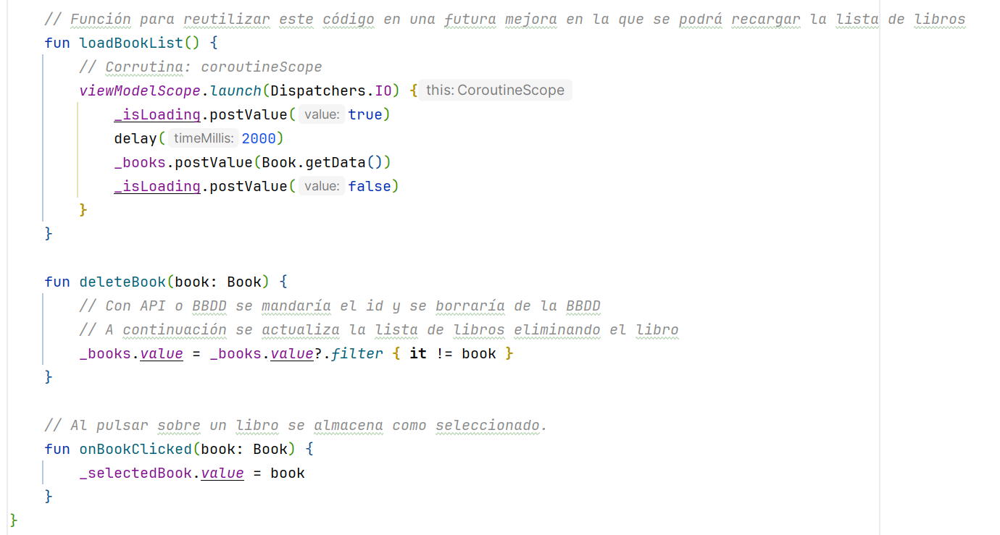 // Función para reutilizar este código en una futura mejora en la que se podrá recargar la lista de libros
fun loadBookList() {
// Corrutina: coroutineScope
viewModelScope.launch(Dispatchers.IO) { this: CoroutineScope
_isLoading.postValue( value: true)
delay( timeMillis: 2000)
_books.postValue(Book.getData())
_isLoading.postValue( value: false)
}
}
fun deleteBook(book: Book) {
// Con API o BBDD se mandaría el id y se borraría de la BBDD
// A continuación se actualiza la lista de libros eliminando el libro
_books.value = _books.value?.filter { it != book }
}
// Al pulsar sobre un libro se almacena como seleccionado.
fun onBookClicked(book: Book) {
_selectedBook.value = book
}
}